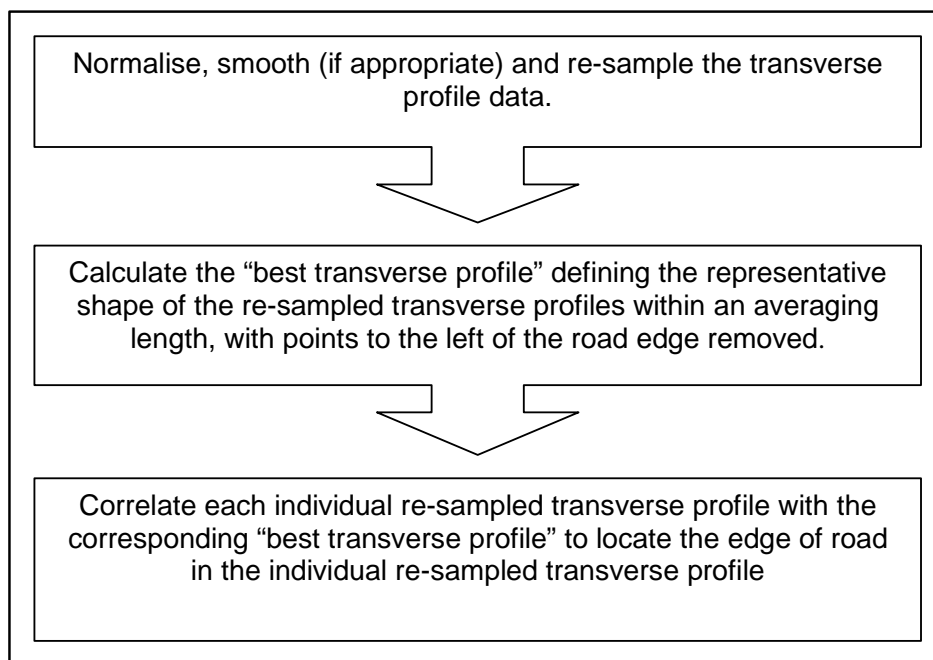 Normalise, smooth (if appropriate) and re-sample the transverse
profile data.
Calculate the “best transverse profile” defining the representative
shape of the re-sampled transverse profiles within an averaging
length, with points to the left of the road edge removed.
Correlate each individual re-sampled transverse profile with the
corresponding “best transverse profile” to locate the edge of road
in the individual re-sampled transverse profile